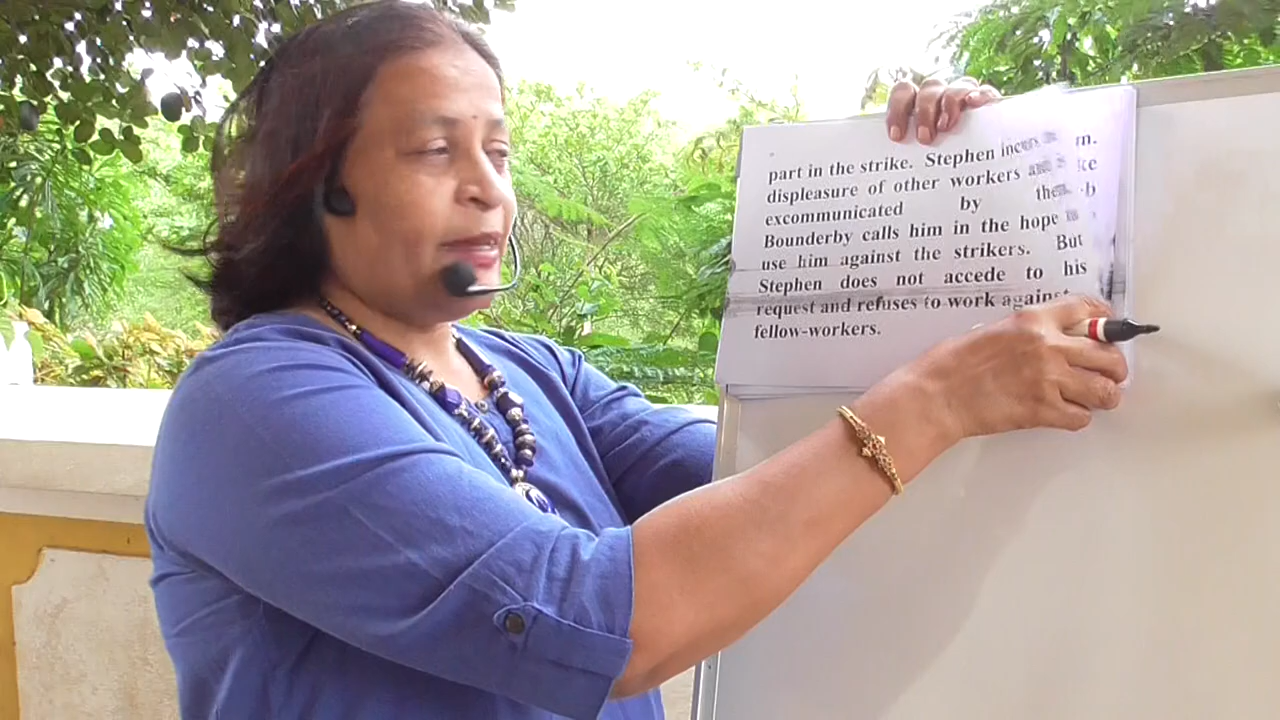 part in the strike. Stephen incurs
displeasure of other workers and
excommunicated by them.
Bounderby calls him in the hope to
use him against the strikers. But
Stephen does not accede to his
request and refuses to work against
fellow-workers.